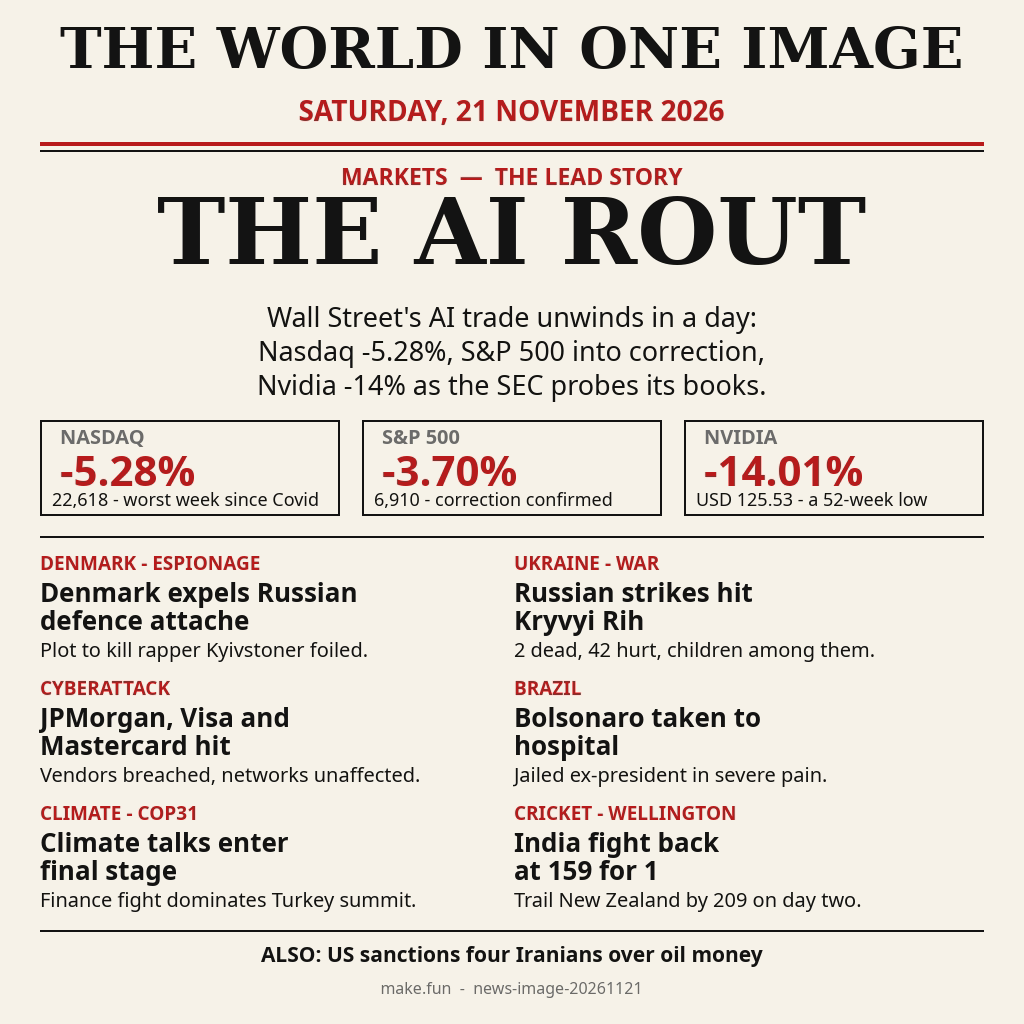 THE WORLD IN ONE IMAGE
SATURDAY, 21 NOVEMBER 2026
MARKETS — THE LEAD STORY
THE AI ROUT
Wall Street's AI trade unwinds in a day:
Nasdaq -5.28%, S&P 500 into correction,
Nvidia -14% as the SEC probes its books.
NASDAQ
-5.28%
22,618 - worst week since Covid
S&P 500
-3.70%
6,910 - correction confirmed
NVIDIA
-14.01%
USD 125.53 - a 52-week low
DENMARK - ESPIONAGE
Denmark expels Russian
defence attache
Plot to kill rapper Kyivstoner foiled.
UKRAINE - WAR
Russian strikes hit
Kryvyi Rih
2 dead, 42 hurt, children among them.
CYBERATTACK
JPMorgan, Visa and
Mastercard hit
Vendors breached, networks unaffected.
BRAZIL
Bolsonaro taken to
hospital
Jailed ex-president in severe pain.
CLIMATE - COP31
Climate talks enter
final stage
Finance fight dominates Turkey summit.
CRICKET - WELLINGTON
India fight back
at 159 for 1
Trail New Zealand by 209 on day two.
ALSO: US sanctions four Iranians over oil money
make.fun - news-image-20261121